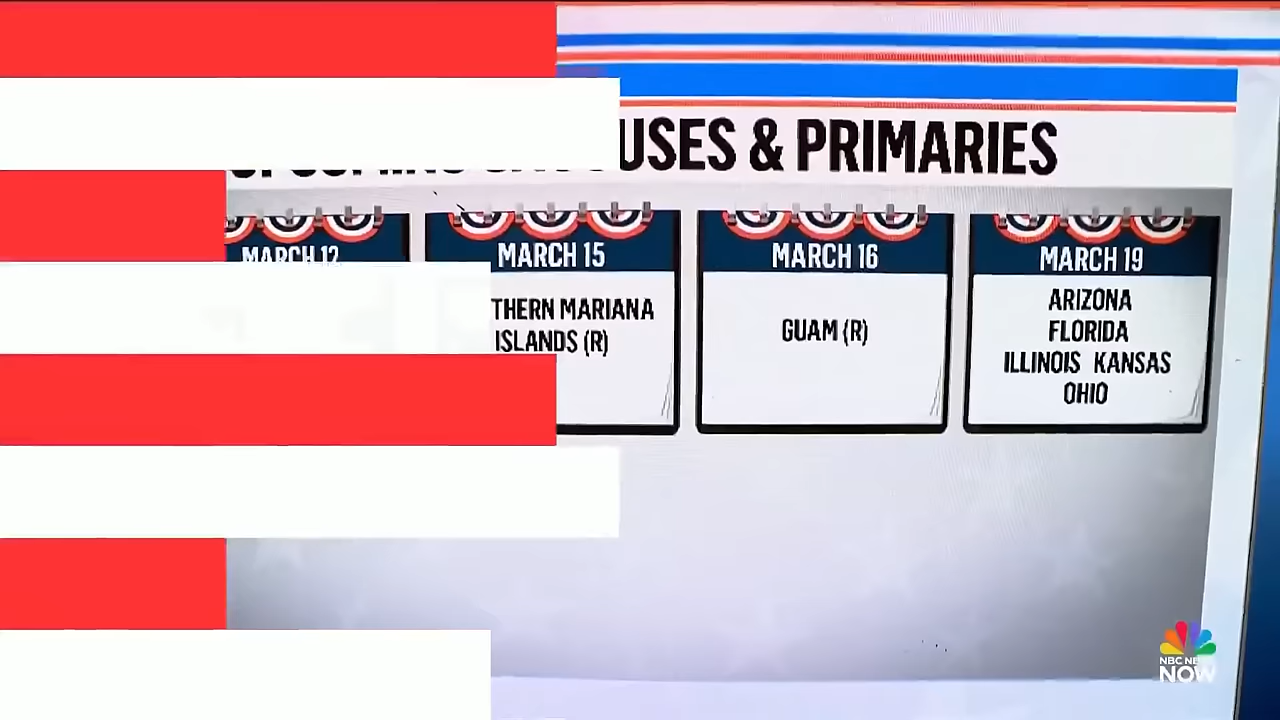 USES & PRIMARIES
MARCH 12
MARCH 15
THERN MARIANA
ISLANDS (R)
MARCH 16
GUAM (R)
MARCH 19
ARIZONA
FLORIDA
ILLINOIS KANSAS
OHIO
NBC
NOW